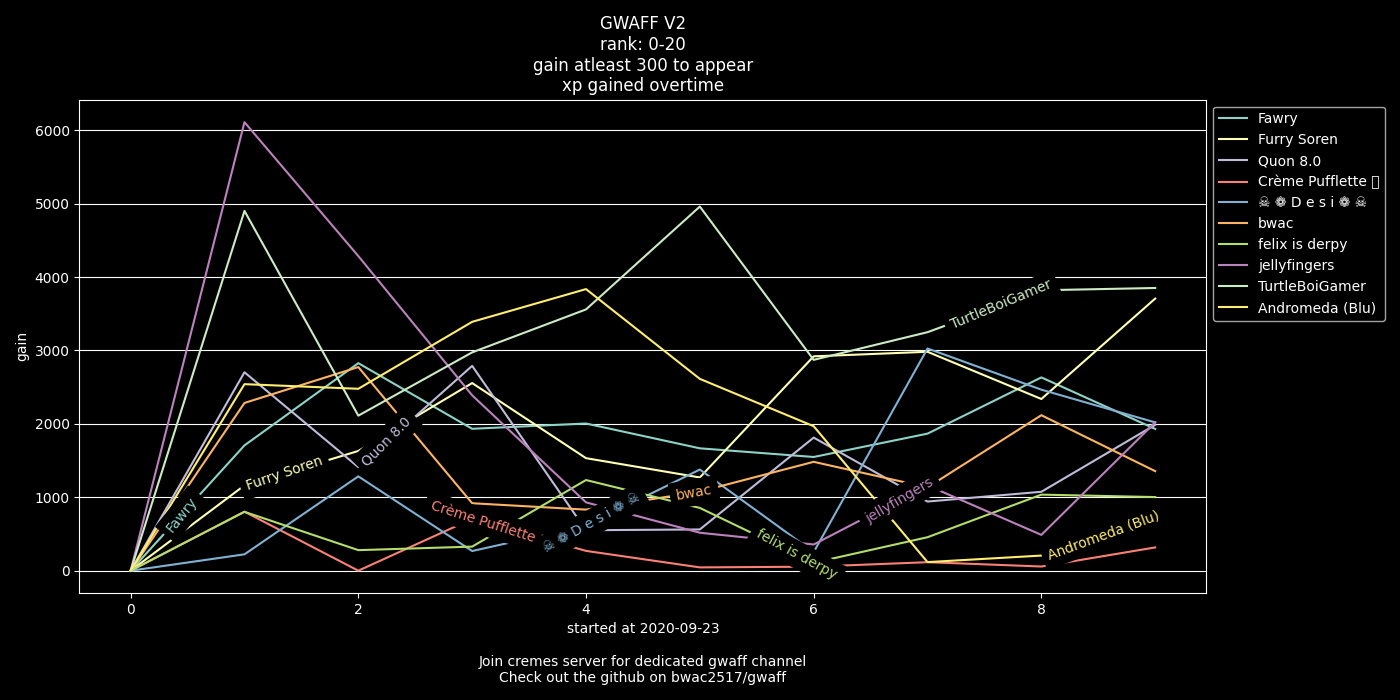 GWAFF V2
rank: 0-20
gain atleast 300 to appear
xp gained overtime
6000
5000
4000
3000
2000
1000
0
gain
Fawry
Furry Soren
Quon 8.0
Crème Pufflette
☠ ❁ D e s i ❁ ☠
bwac
felix is derpy
jellyfingers
TurtleBoiGamer
Andromeda (Blu)
Fawry
Furry Soren
Quon 8.0
Crème Pufflette
☠ ❁ D e s i ❁ ☠
bwac
felix is derpy
jellyfingers
TurtleBoiGamer
Andromeda (Blu)
0
2
4
6
8
started at 2020-09-23
Join cremes server for dedicated gwaff channel
Check out the github on bwac2517/gwaff